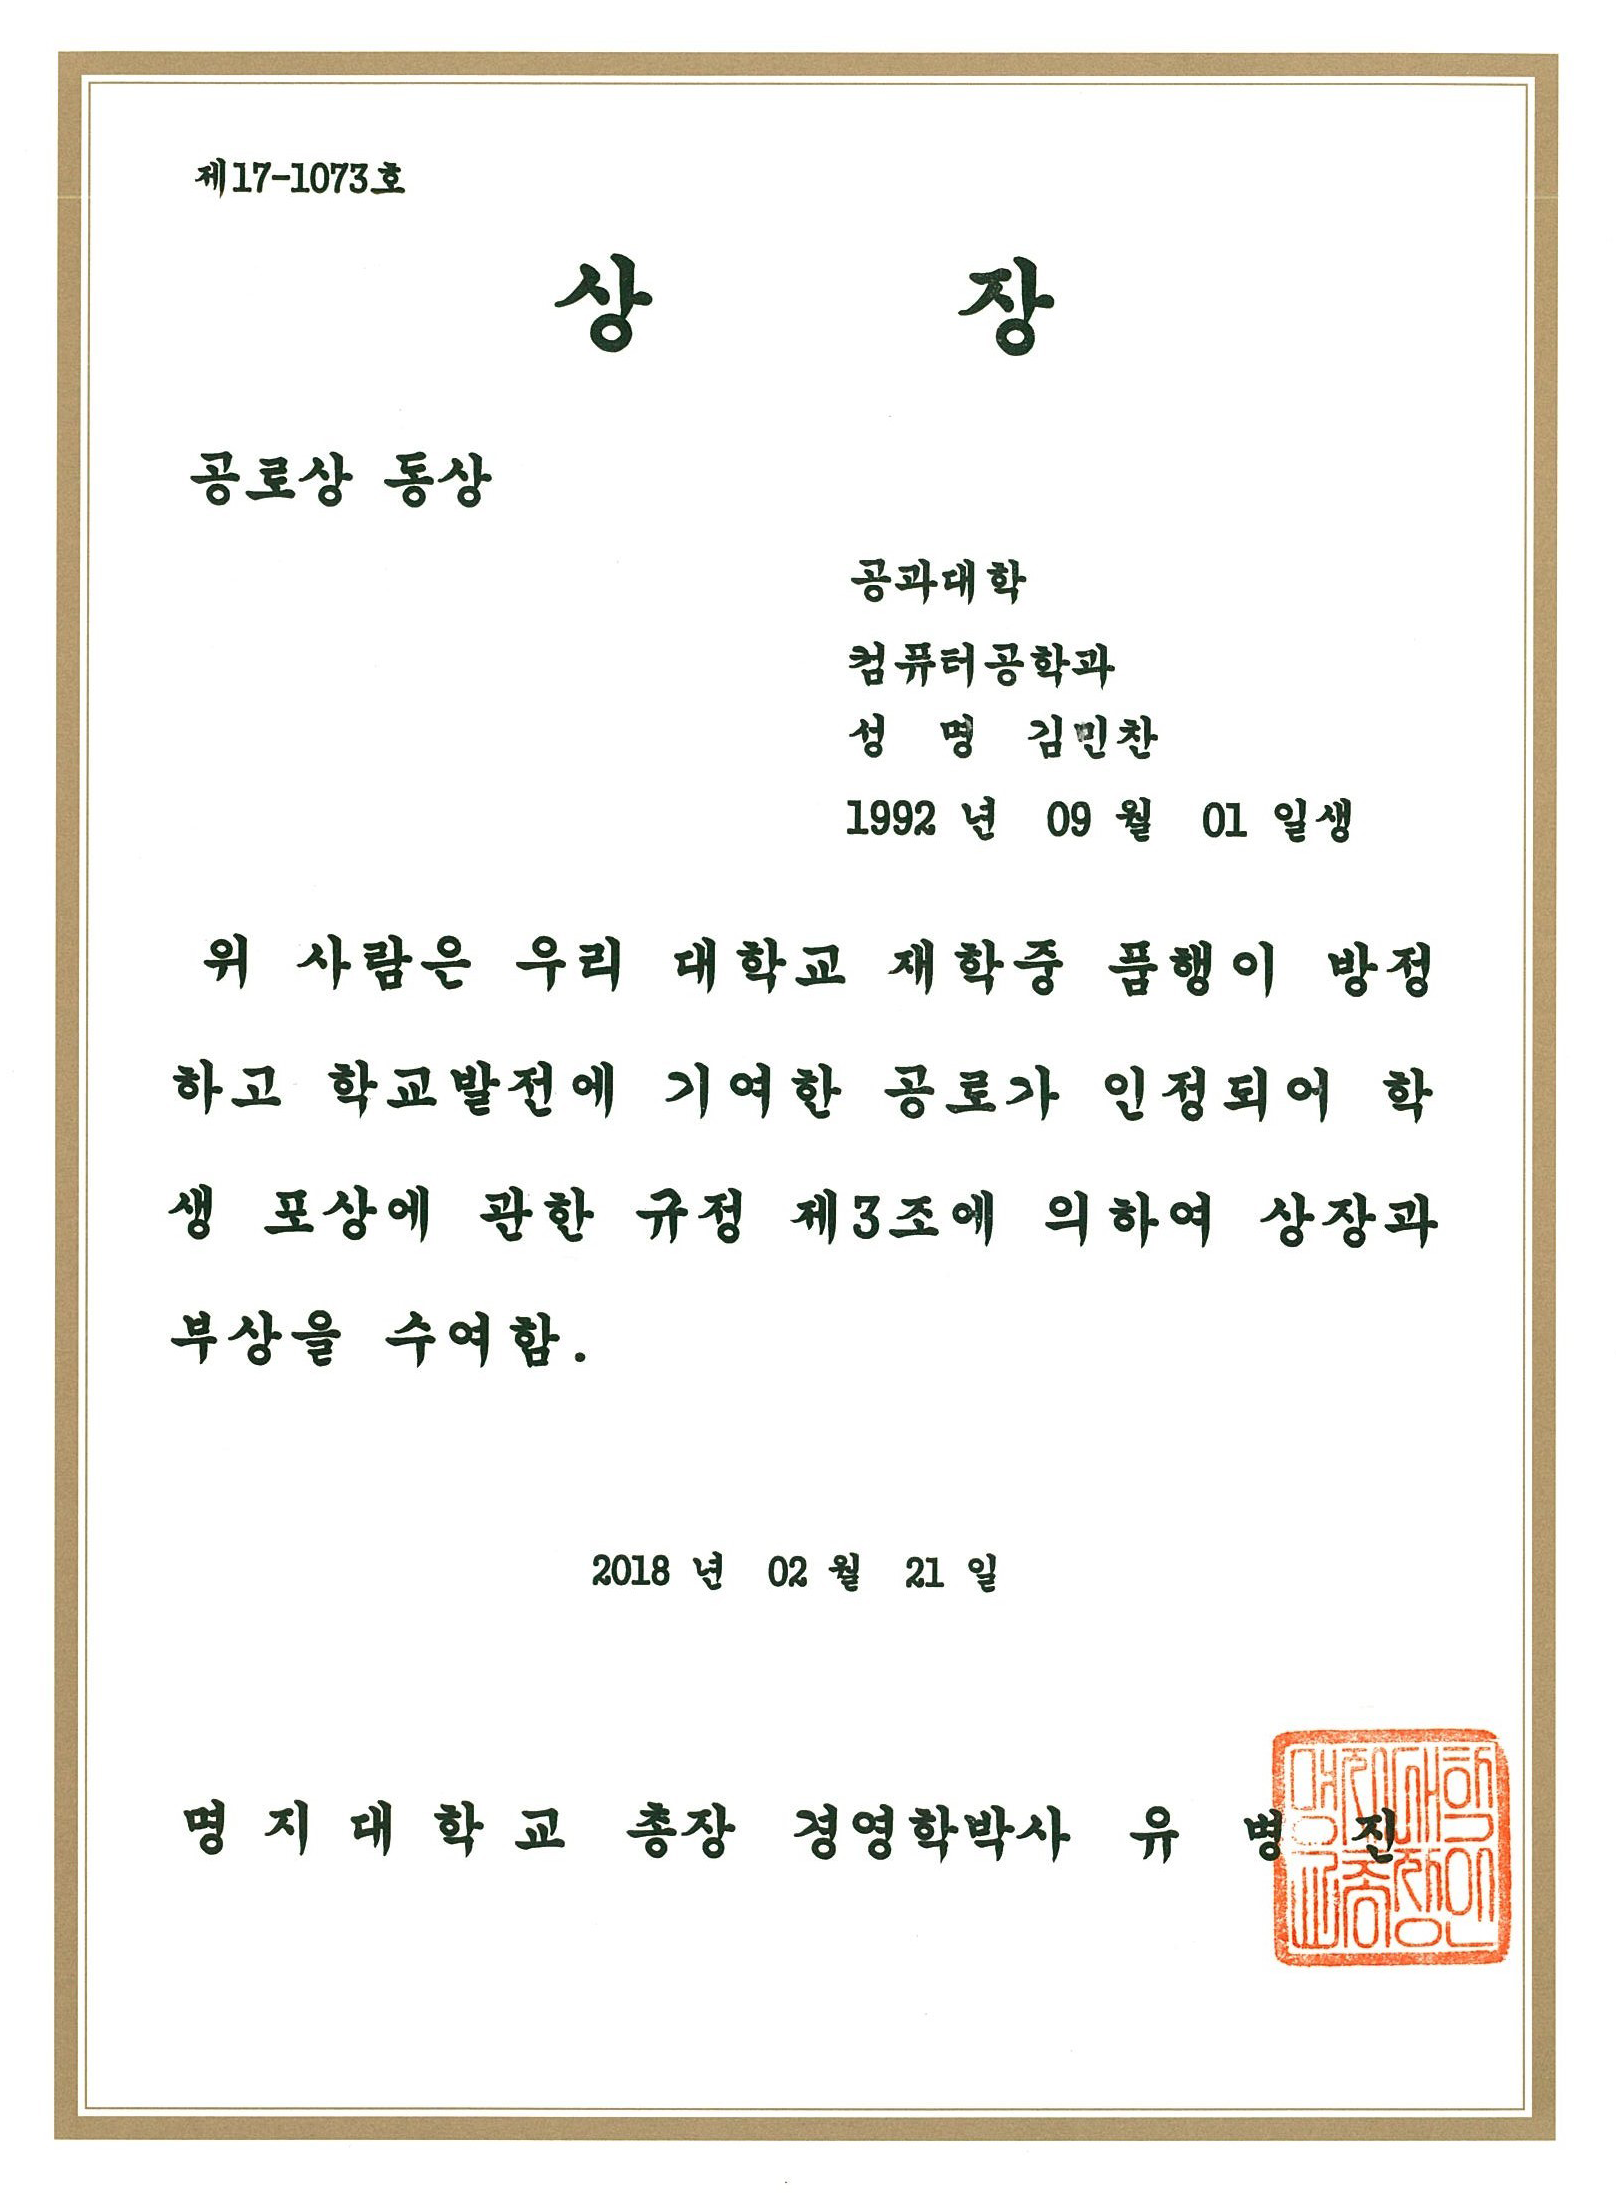 제17-1073호
상 장
공로상 동상
공과대학
컴퓨터공학과
성 명 김민찬
1992 년 09 월 01 일생
위 사람은 우리 대학교 재학중 품행이 방정
하고 학교발전에 기여한 공로가 인정되어 학
생 포상에 관한 규정 제3조에 의하여 상장과
부상을 수여함.
2018 년 02 월 21 일
명 지 대 학 교 총장 경영학박사 유 병 진
명지대학
교총장인